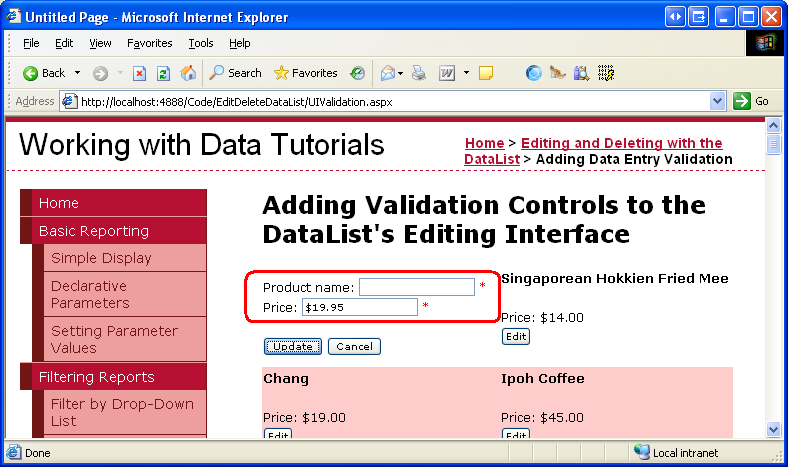 Untitled Page - Microsoft Internet Explorer
File Edit View Favorites Tools Help
Back Search Favorites
Address http://localhost:4888/Code/EditDeleteDataList/UIValidation.aspx Go
Working with Data Tutorials
Home > Editing and Deleting with the
DataList > Adding Data Entry Validation
Home
Basic Reporting
Simple Display
Declarative
Parameters
Setting Parameter
Values
Filtering Reports
Filter by Drop-Down
List
Adding Validation Controls to the
DataList's Editing Interface
Product name: *
Price: $19.95 *
Update Cancel
Singaporean Hokkien Fried Mee
Price: $14.00
Edit
Chang
Price: $19.00
Edit
Ipoh Coffee
Price: $45.00
Edit
Done Local intranet